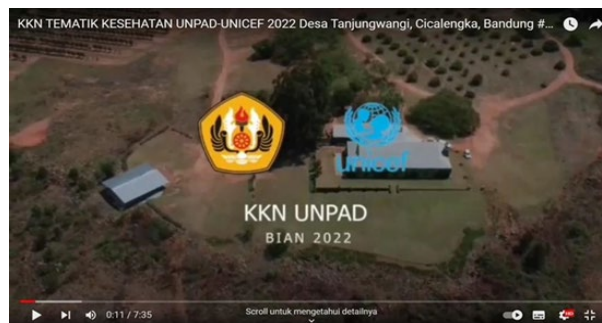 KKN TEMATIK KESEHATAN UNPAD-UNICEF 2022 Desa Tanjungwangi, Cicalengka, Bandung #...
unicef
KKN UNPAD
BIAN 2022
0:11 / 7:35
Scroll untuk mengetahui detailnya